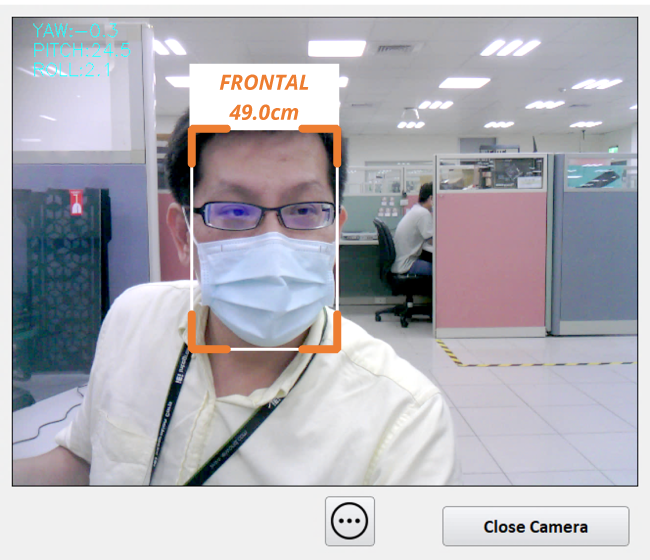 YAW:-0.3
PITCH:24.5
ROLL:2.1
FRONTAL
49.0cm
Close Camera